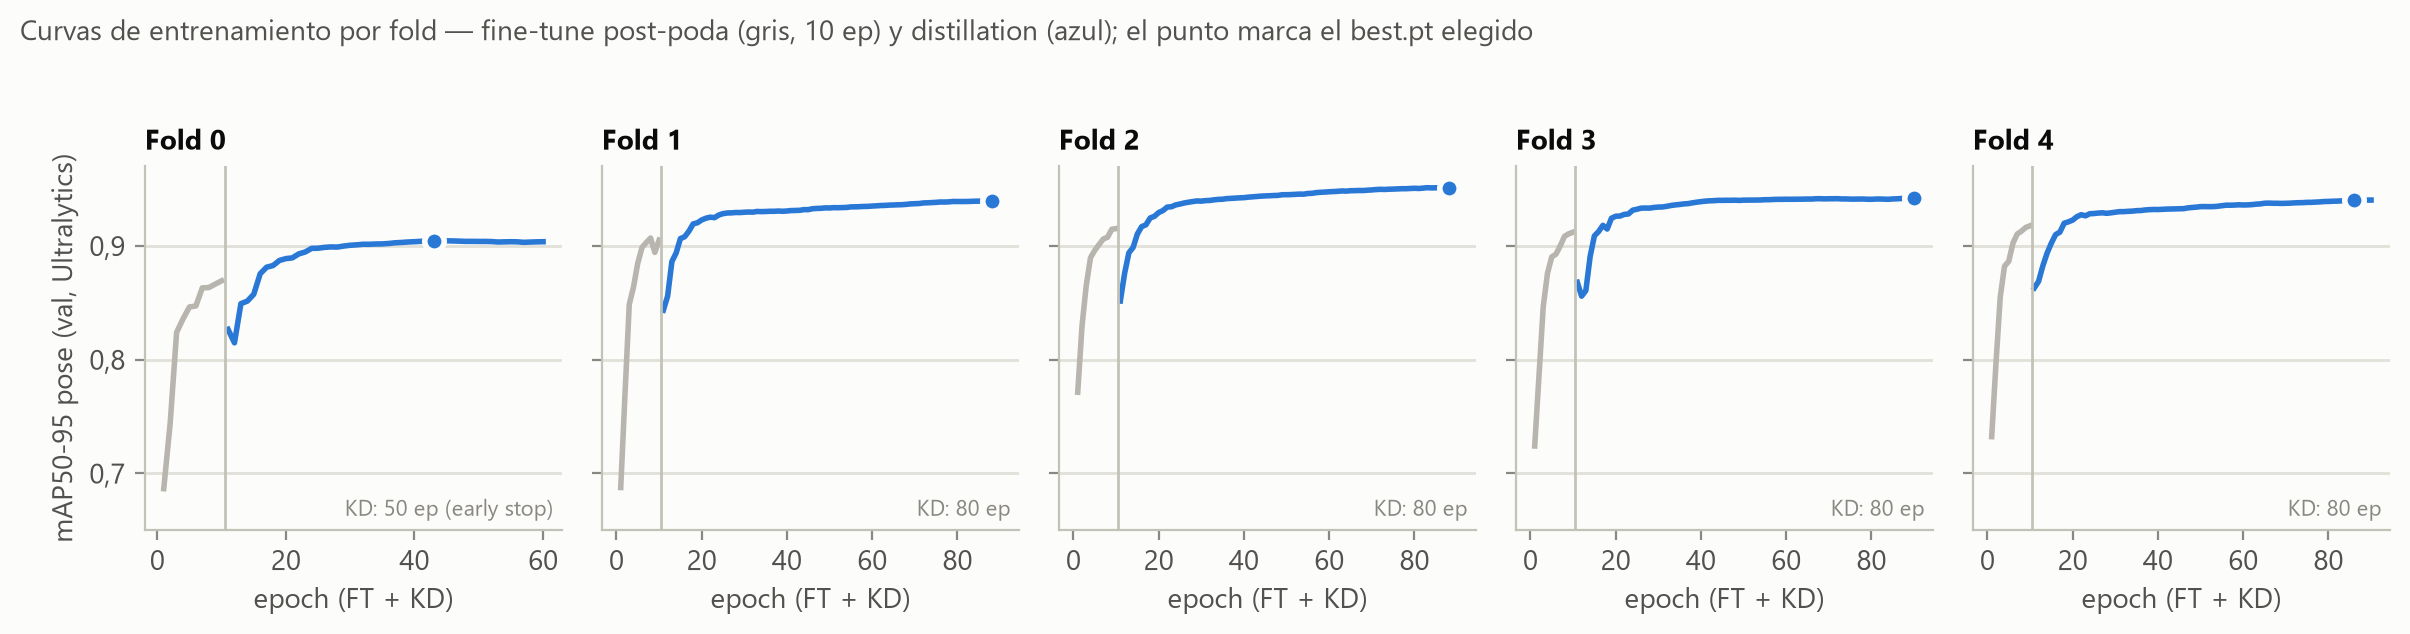 Curvas de entrenamiento por fold — fine-tune post-poda (gris, 10 ep) y distillation (azul); el punto marca el best.pt elegido
mAP50-95 pose (val, Ultralytics)
Fold 0
0,9
0,8
0,7
KD: 50 ep (early stop)
0 20 40 60
epoch (FT + KD)
Fold 1
KD: 80 ep
0 20 40 60 80
epoch (FT + KD)
Fold 2
KD: 80 ep
0 20 40 60 80
epoch (FT + KD)
Fold 3
KD: 80 ep
0 20 40 60 80
epoch (FT + KD)
Fold 4
KD: 80 ep
0 20 40 60 80
epoch (FT + KD)